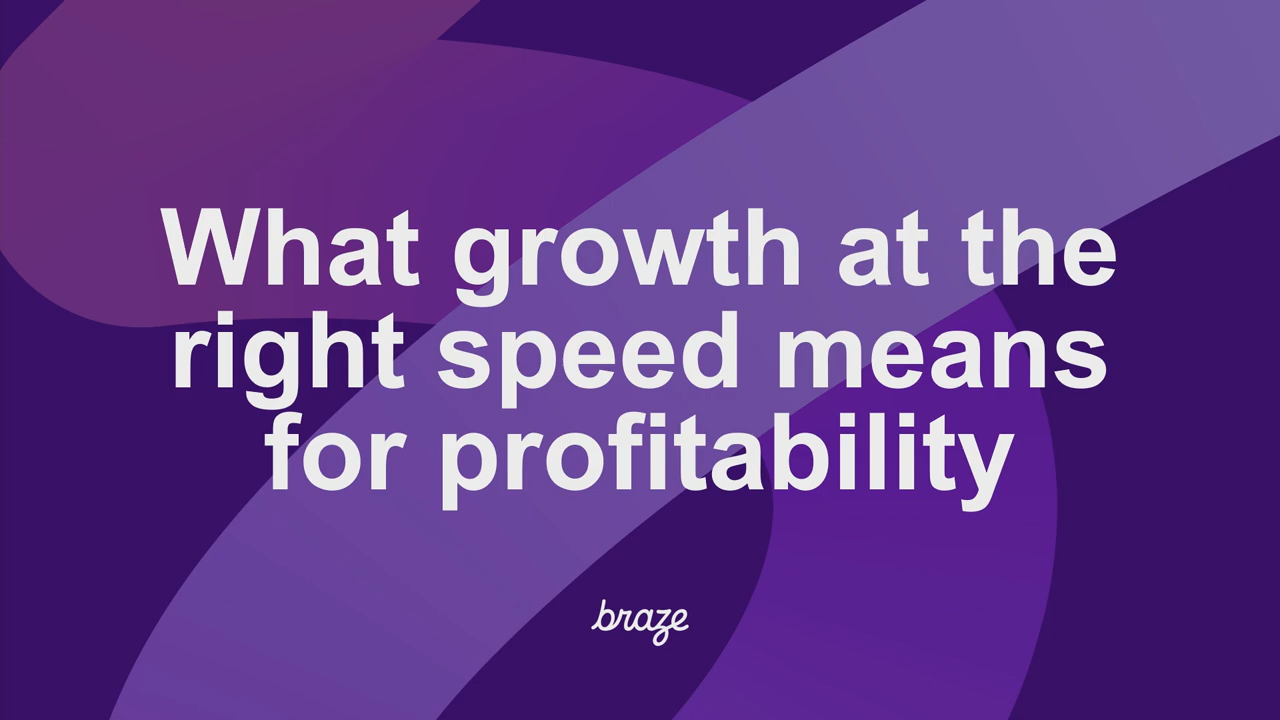 What growth at the
right speed means
for profitability
braze